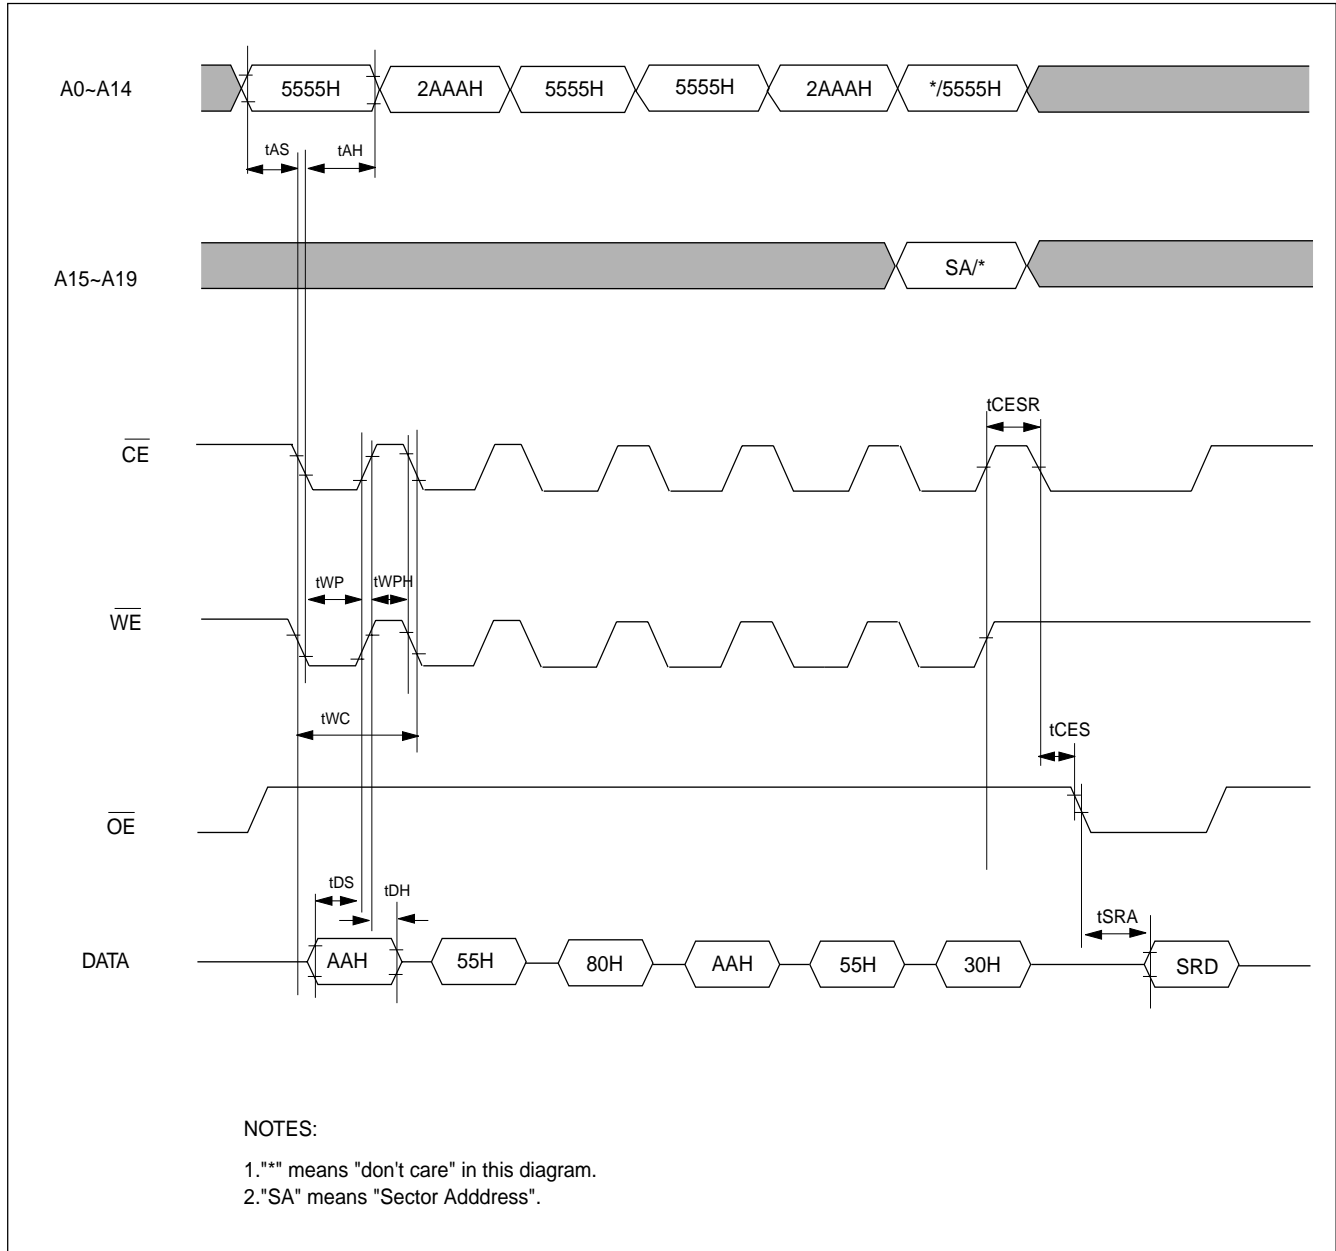 A0~A14 5555H 2AAAH 5555H 5555H 2AAAH */5555H
tAS tAH
A15~A19 SA/*
tCESR
CE
tWP tWPH
WE
tWC
tCES
OE
tDS tDH
tSRA
DATA AAH 55H 80H AAH 55H 30H SRD
NOTES:
1."*" means "don't care" in this diagram.
2."SA" means "Sector Adddress".